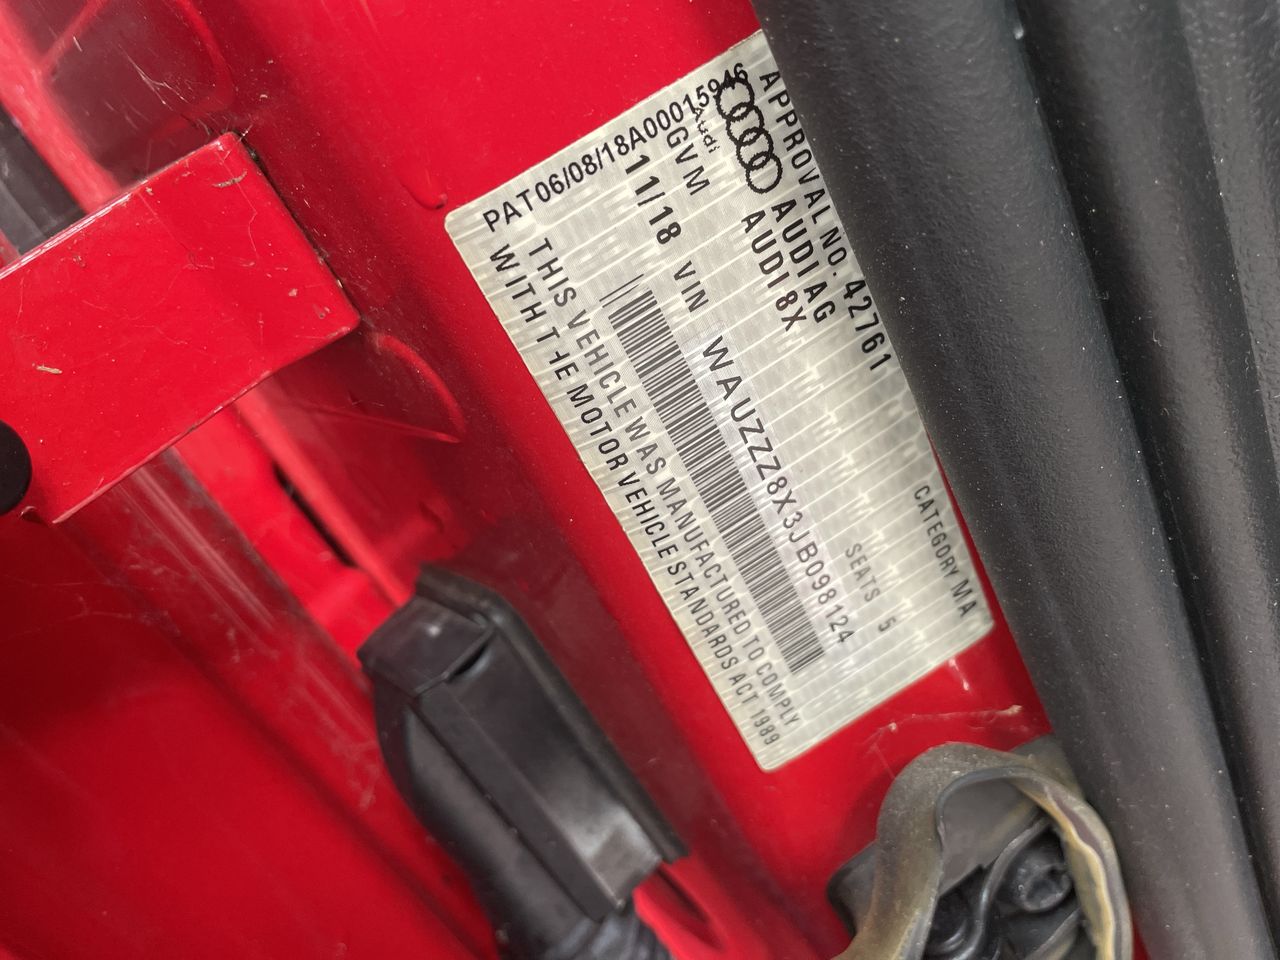 APPROVAL NO. 42761
CATEGORY MA
AUDI AG
AUDI 8X
SEATS 5
Audi
GVM
11/18 VIN WAUZZZ8X3JB098124
THIS VEHICLE WAS MANUFACTURED TO COMPLY
WITH THE MOTOR VEHICLE STANDARDS ACT 1989
PAT06/08/18A00015946